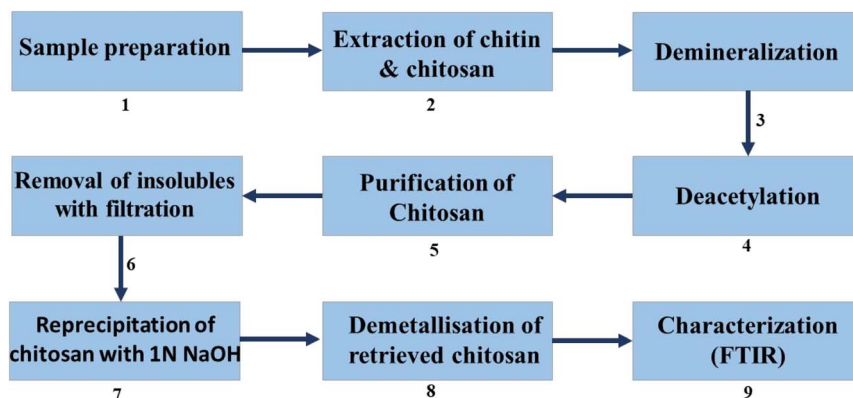 Sample preparation
1
Extraction of chitin
& chitosan
2
Demineralization
3
Deacetylation
4
Purification of
Chitosan
5
Removal of insolubles
with filtration
6
Reprecipitation of
chitosan with 1N NaOH
7
Demetallisation of
retrieved chitosan
8
Characterization
(FTIR)
9